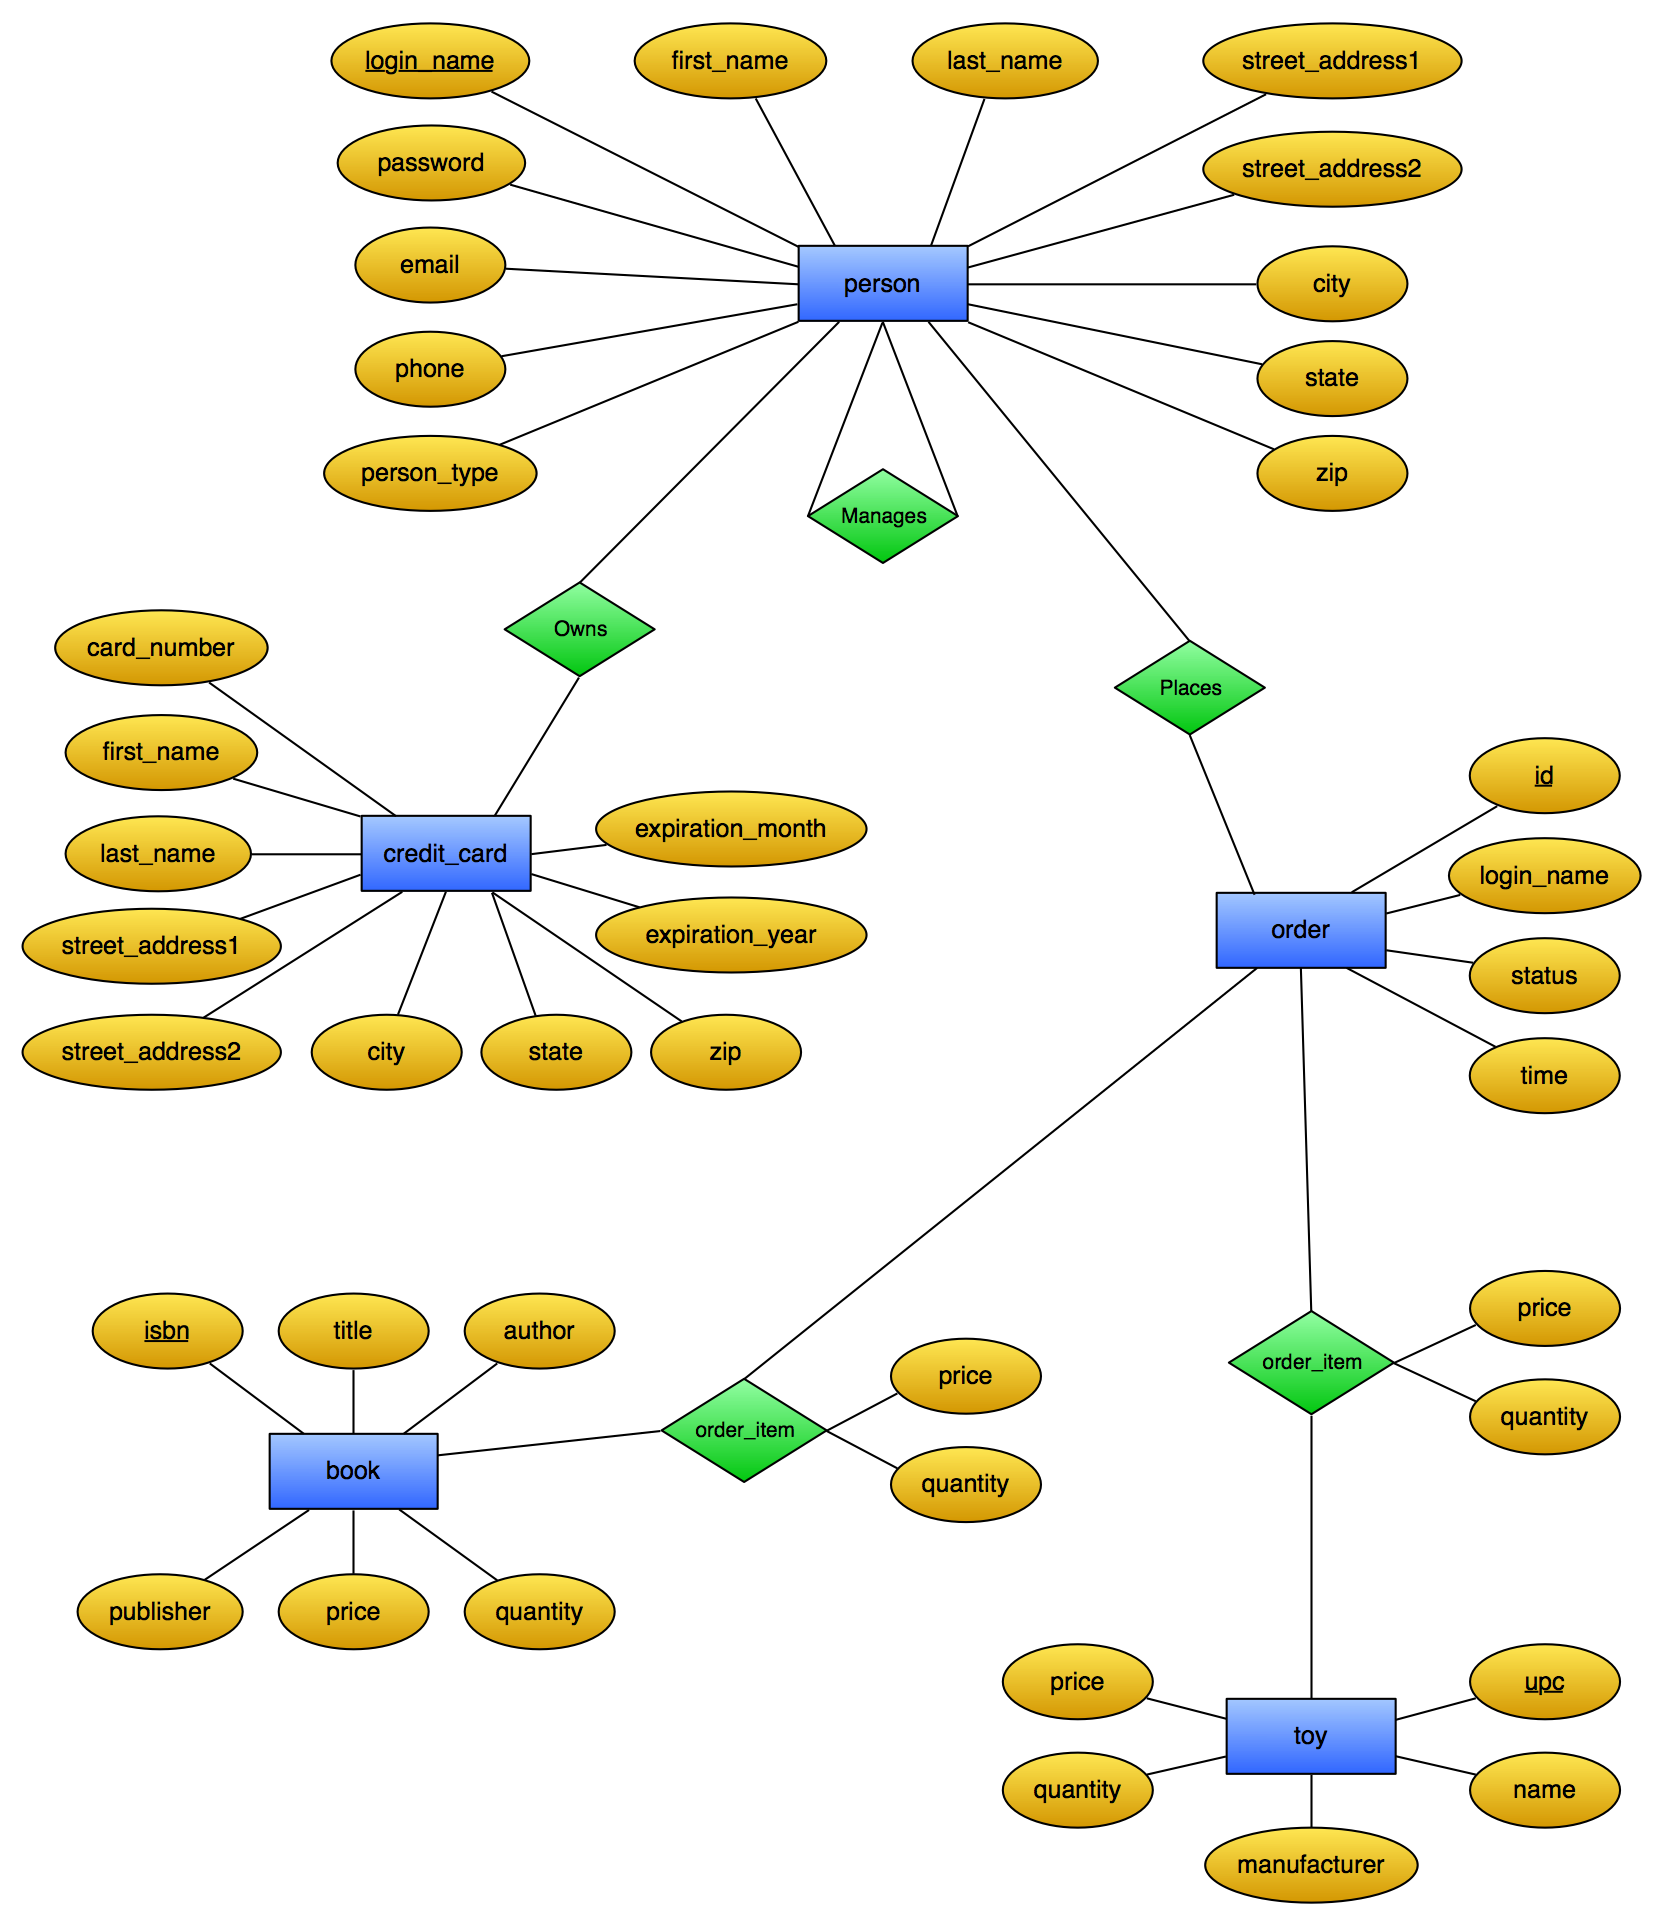 login_name
first_name
last_name
street_address1
password
street_address2
email
person
city
phone
state
person_type
zip
Manages
Owns
card_number
Places
first_name
id
expiration_month
last_name
credit_card
login_name
order
expiration_year
street_address1
status
street_address2
city
state
zip
time
price
isbn
title
author
order_item
price
quantity
order_item
book
quantity
publisher
price
quantity
price
upc
toy
quantity
name
manufacturer